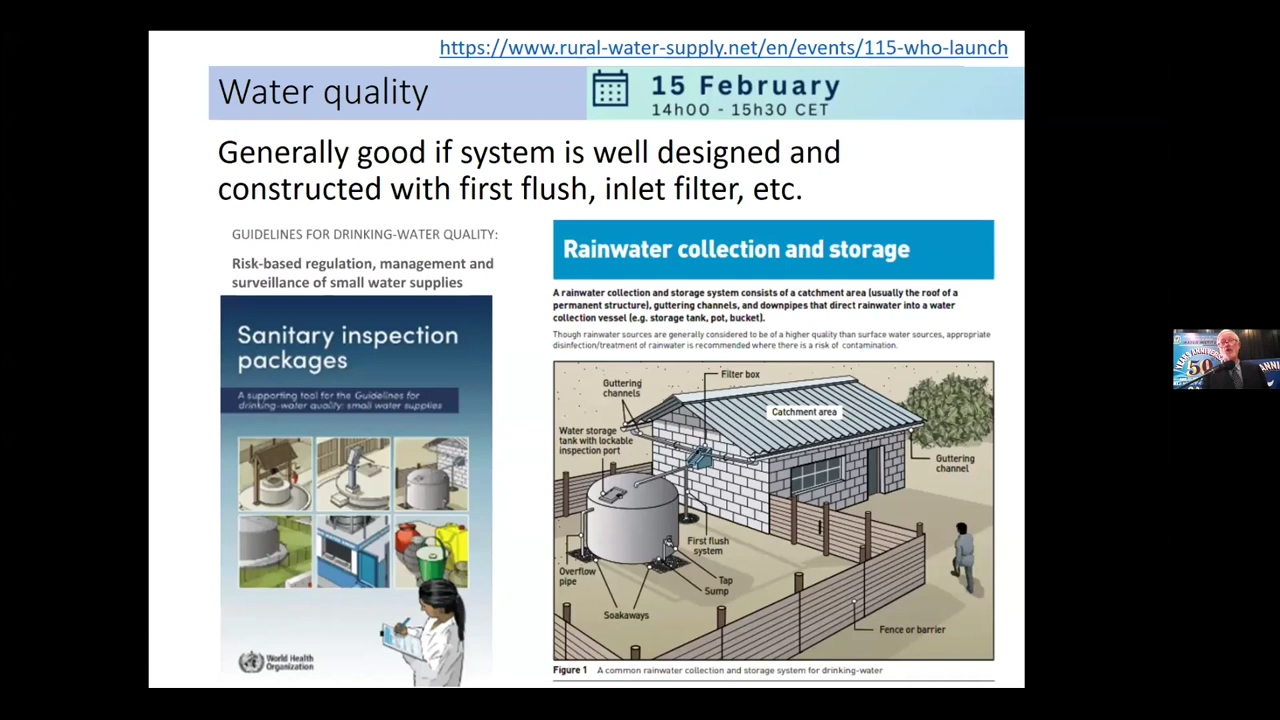 https://www.rural-water-supply.net/en/events/115-who-launch
Water quality
15 February
14h00 - 15h30 CET
Generally good if system is well designed and
constructed with first flush, inlet filter, etc.
GUIDELINES FOR DRINKING-WATER QUALITY:
Risk-based regulation, management and
surveillance of small water supplies
Sanitary inspection
packages
A supporting tool for the Guidelines for
drinking-water quality: small water supplies
World Health
Organization
Rainwater collection and storage
A rainwater collection and storage system consists of a catchment area (usually the roof of a
permanent structure), guttering channels, and downpipes that direct rainwater into a water
collection vessel (e.g. storage tank, pot, bucket).
Though rainwater sources are generally considered to be of a higher quality than surface water sources, appropriate
disinfection/treatment of rainwater is recommended where there is a risk of contamination.
Filter box
Guttering
channels
Catchment area
Water storage
tank with lockable
inspection port
Guttering
channel
First flush
system
Overflow
pipe
Tap
Sump
Soakaways
Fence or barrier
Figure 1 A common rainwater collection and storage system for drinking-water
YEARS ANNIVERS
50
ANNI